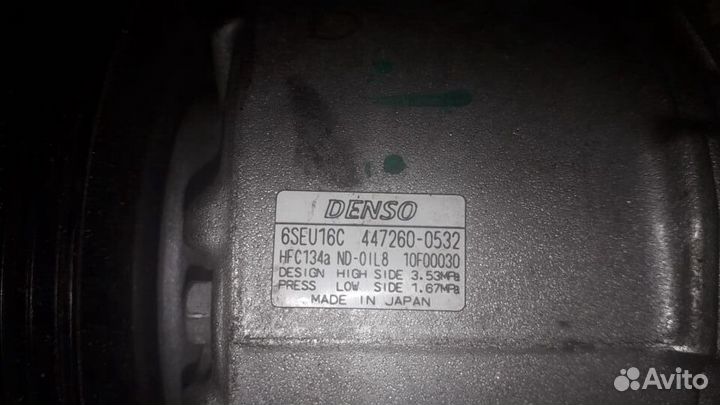 DENSO
6SEU16C 447260-0532
HFC134a ND-OIL8 10F00030
DESIGN HIGH SIDE 3.53MPa
PRESS LOW SIDE 1.67MPa
MADE IN JAPAN
Avito